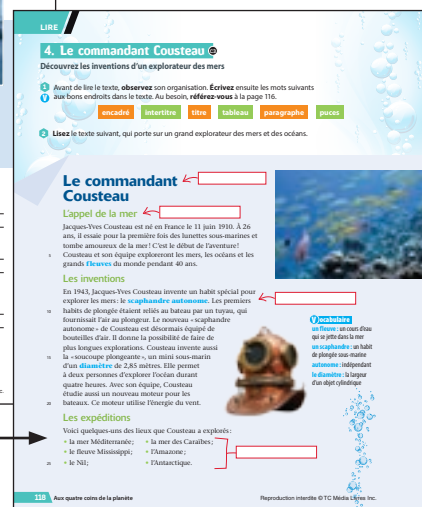 LIRE
4. Le commandant Cousteau
Découvrez les inventions d'un explorateur des mers
1 Avant de lire le texte, observez son organisation. Écrivez ensuite les mots suivants
aux bons endroits dans le texte. Au besoin, référez-vous à la page 116.
encadré intertitre titre tableau paragraphe puces
2 Lisez le texte suivant, qui porte sur un grand explorateur des mers et des océans.
Le commandant
Cousteau
L'appel de la mer
Jacques-Yves Cousteau est né en France le 11 juin 1910. À 26
ans, il essaie pour la première fois des lunettes sous-marines et
tombe amoureux de la mer! C'est le début de l'aventure!
5 Cousteau et son équipe exploreront les mers, les océans et les
grands fleuves du monde pendant 40 ans.
Les inventions
En 1943, Jacques-Yves Cousteau invente un habit spécial pour
explorer les mers: le scaphandre autonome. Les premiers
10 habits de plongée étaient reliés au bateau par un tuyau, qui
fournissait l'air au plongeur. Le nouveau «scaphandre
autonome» de Cousteau est désormais équipé de
bouteilles d'air. Il donne la possibilité de faire de
plus longues explorations. Cousteau invente aussi
15 la «soucoupe plongeante», un mini sous-marin
d'un diamètre de 2,85 mètres. Elle permet
à deux personnes d'explorer l'océan durant
quatre heures. Avec son équipe, Cousteau
étudie aussi un nouveau moteur pour les
20 bateaux. Ce moteur utilise l'énergie du vent.
Vocabulaire
un fleuve : un cours d'eau
qui se jette dans la mer
un scaphandre : un habit
de plongée sous-marine
autonome : indépendant
le diamètre : la largeur
d'un objet cylindrique
Les expéditions
Voici quelques-uns des lieux que Cousteau a explorés:
• la mer Méditerranée; • la mer des Caraïbes;
• le fleuve Mississippi; • l'Amazone;
25 • le Nil; • l'Antarctique.
118 Aux quatre coins de la planète
Reproduction interdite © TC Média Livres Inc.